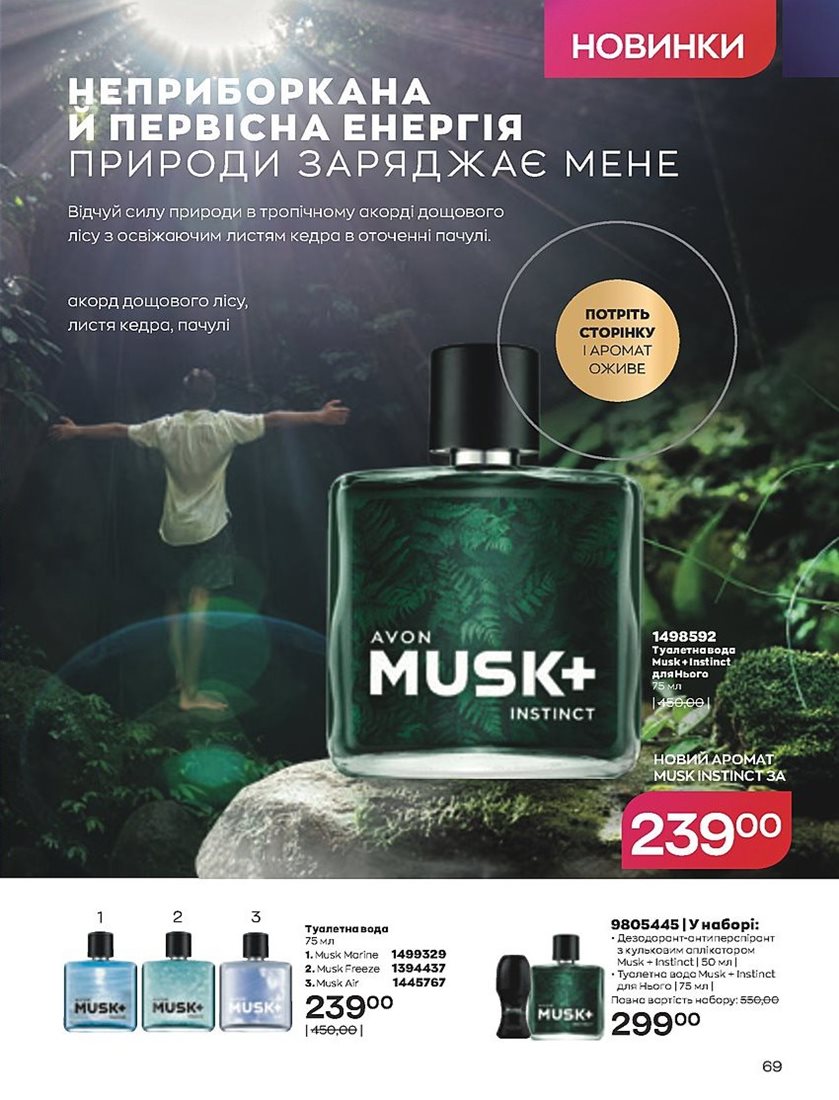 НОВИНКИ
НЕПРИБОРКАНА
Й ПЕРВІСНА ЕНЕРГІЯ
ПРИРОДИ ЗАРЯДЖАЄ МЕНЕ
Відчуй силу природи в тропічному акорді дощового
лісу з освіжаючим листям кедра в оточенні пачулі.
акорд дощового лісу,
листя кедра, пачулі
ПОТРІТЬ
СТОРІНКУ
І АРОМАТ
ОЖИВЕ
AVON
MUSK+
INSTINCT
1498592
Туалетна вода
Musk + Instinct
для Нього
75 мл
|450,00|
НОВИЙ АРОМАТ
MUSK INSTINCT ЗА
23900
1 2 3
AVON
MUSK+
MUSK+
MUSK+
Туалетна вода
75 мл
1. Musk Marine 1499329
2. Musk Freeze 1394437
3. Musk Air 1445767
23900
|450,00|
MUSK+
INSTINCT
9805445 | У наборі:
• Дезодорант-антиперспірант
з кульковим аплікатором
Musk + Instinct | 50 мл |
• Туалетна вода Musk + Instinct
для Нього | 75 мл |
Повна вартість набору: 550,00
29900
69